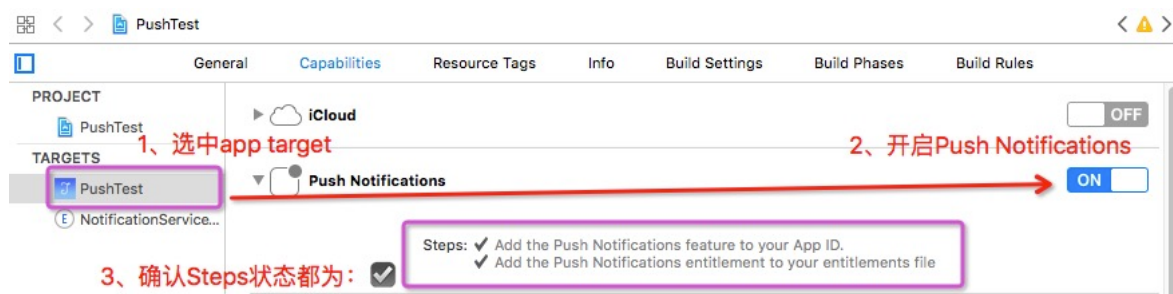 PushTest
General Capabilities Resource Tags Info Build Settings Build Phases Build Rules
PROJECT
PushTest
iCloud
OFF
1、选中app target
2、开启Push Notifications
TARGETS
PushTest
Push Notifications
ON
NotificationService...
Steps: ✔ Add the Push Notifications feature to your App ID.
✔ Add the Push Notifications entitlement to your entitlements file
3、确认Steps状态都为：